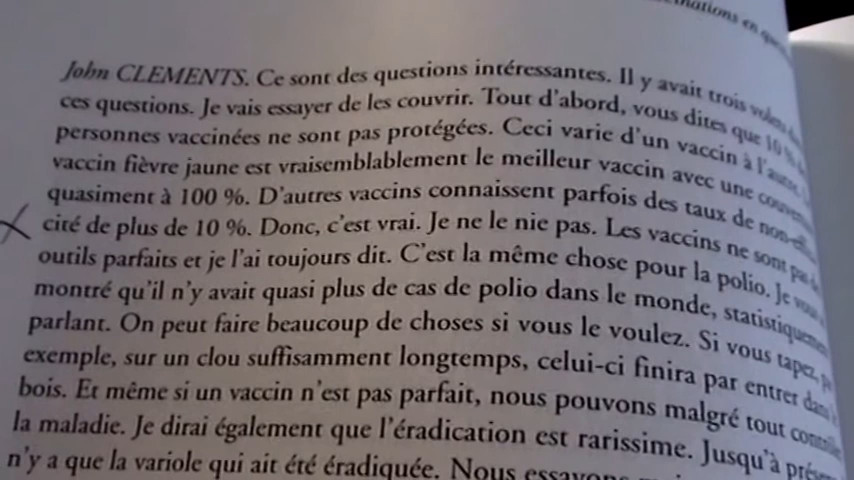 en
John CLEMENTS. Ce sont des questions intéressantes. Il y avait trois volets
ces questions. Je vais essayer de les couvrir. Tout d'abord, vous dites que 10 %
personnes vaccinées ne sont pas protégées. Ceci varie d'un vaccin à l'autre.
vaccin fièvre jaune est vraisemblablement le meilleur vaccin avec une
quasiment à 100 %. D'autres vaccins connaissent parfois des taux de
cité de plus de 10 %. Donc, c'est vrai. Je ne le nie pas. Les vaccins ne sont pas
outils parfaits et je l'ai toujours dit. C'est la même chose pour la polio. Je
montré qu'il n'y avait quasi plus de cas de polio dans le monde, statistiquement
parlant. On peut faire beaucoup de choses si vous le voulez. Si vous tapez,
exemple, sur un clou suffisamment longtemps, celui-ci finira par entrer dans
bois. Et même si un vaccin n'est pas parfait, nous pouvons malgré tout
la maladie. Je dirai également que l'éradication est rarissime. Jusqu'à
n'y a que la variole qui ait été éradiquée. Nous essayons